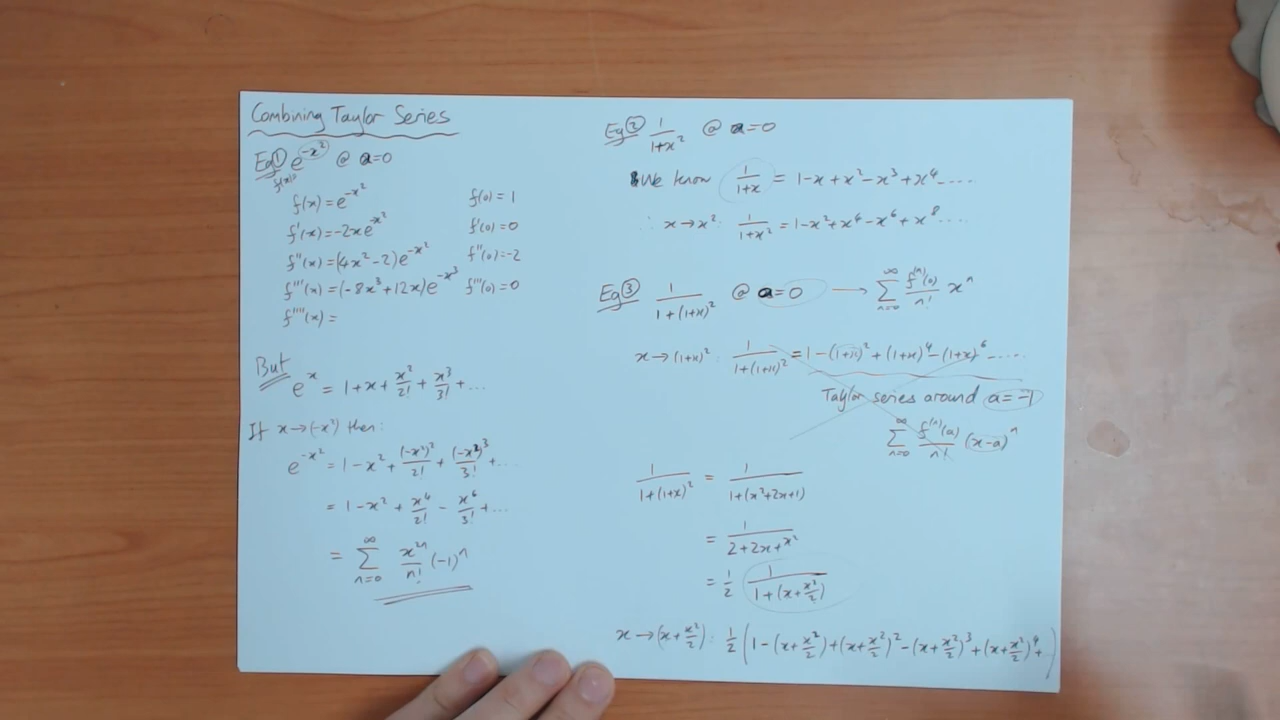 Combining Taylor Series
Eg① e^{-x²} @ a=0
f(x)=
f(x) = e^{-x²} f(0) = 1
f'(x) = -2xe^{-x²} f'(0) = 0
f''(x) = (4x²-2)e^{-x²} f''(0) = -2
f'''(x) = (-8x³+12x)e^{-x³} f'''(0) = 0
f''''(x) =
But
e^x = 1+x+x²/2!+x³/3!+...
If x→(-x²) then:
e^{-x²} = 1-x²+(-x²)²/2!+(-x²)³/3!+...
= 1-x²+x⁴/2!-x⁶/3!+...
= ∑_{n=0}^{∞} x^{2n}/n! (-1)^n
Eg② 1/(1+x²) @ a=0
We know 1/(1+x) = 1-x+x²-x³+x⁴.....
∴ x→x²: 1/(1+x²) = 1-x²+x⁴-x⁶+x⁸....
Eg③ 1/(1+(1+x)²) @ a=0 → ∑_{n=0}^{∞} f^{(n)}(0)/n! x^n
x→(1+x)²: 1/(1+(1+x)²) = 1-(1+x)²+(1+x)⁴-(1+x)⁶.....
Taylor series around a=-1
∑_{n=0}^{∞} f^{(n)}(a)/n! (x-a)^n
1/(1+(1+x)²) = 1/(1+(x²+2x+1))
= 1/(2+2x+x²)
= 1/2 1/(1+(x+x²/2))
x→(x+x²/2): 1/2(1-(x+x²/2)+(x+x²/2)²-(x+x²/2)³+(x+x²/2)⁴+..)